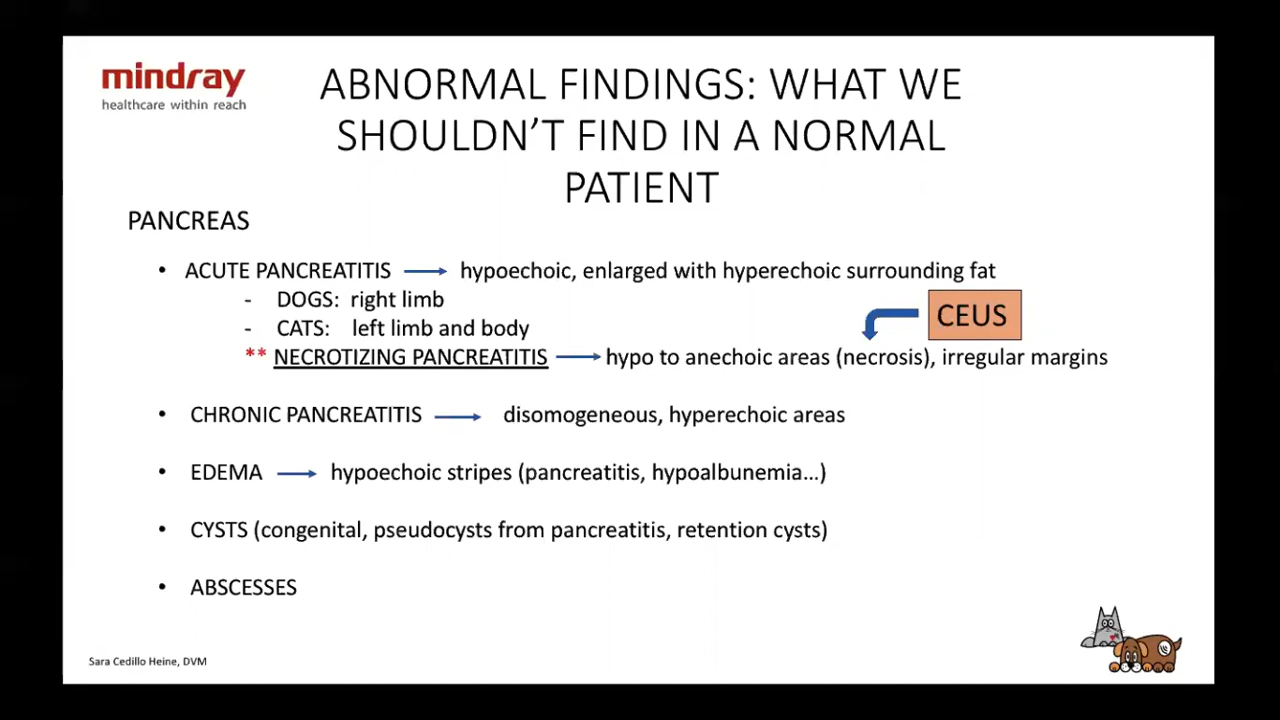 mindray
healthcare within reach
ABNORMAL FINDINGS: WHAT WE
SHOULDN'T FIND IN A NORMAL
PATIENT
PANCREAS
• ACUTE PANCREATITIS → hypoechoic, enlarged with hyperechoic surrounding fat
- DOGS: right limb
- CATS: left limb and body
CEUS
** NECROTIZING PANCREATITIS → hypo to anechoic areas (necrosis), irregular margins
• CHRONIC PANCREATITIS → disomogeneous, hyperechoic areas
• EDEMA → hypoechoic stripes (pancreatitis, hypoalbunemia...)
• CYSTS (congenital, pseudocysts from pancreatitis, retention cysts)
• ABSCESSES
Sara Cedillo Heine, DVM